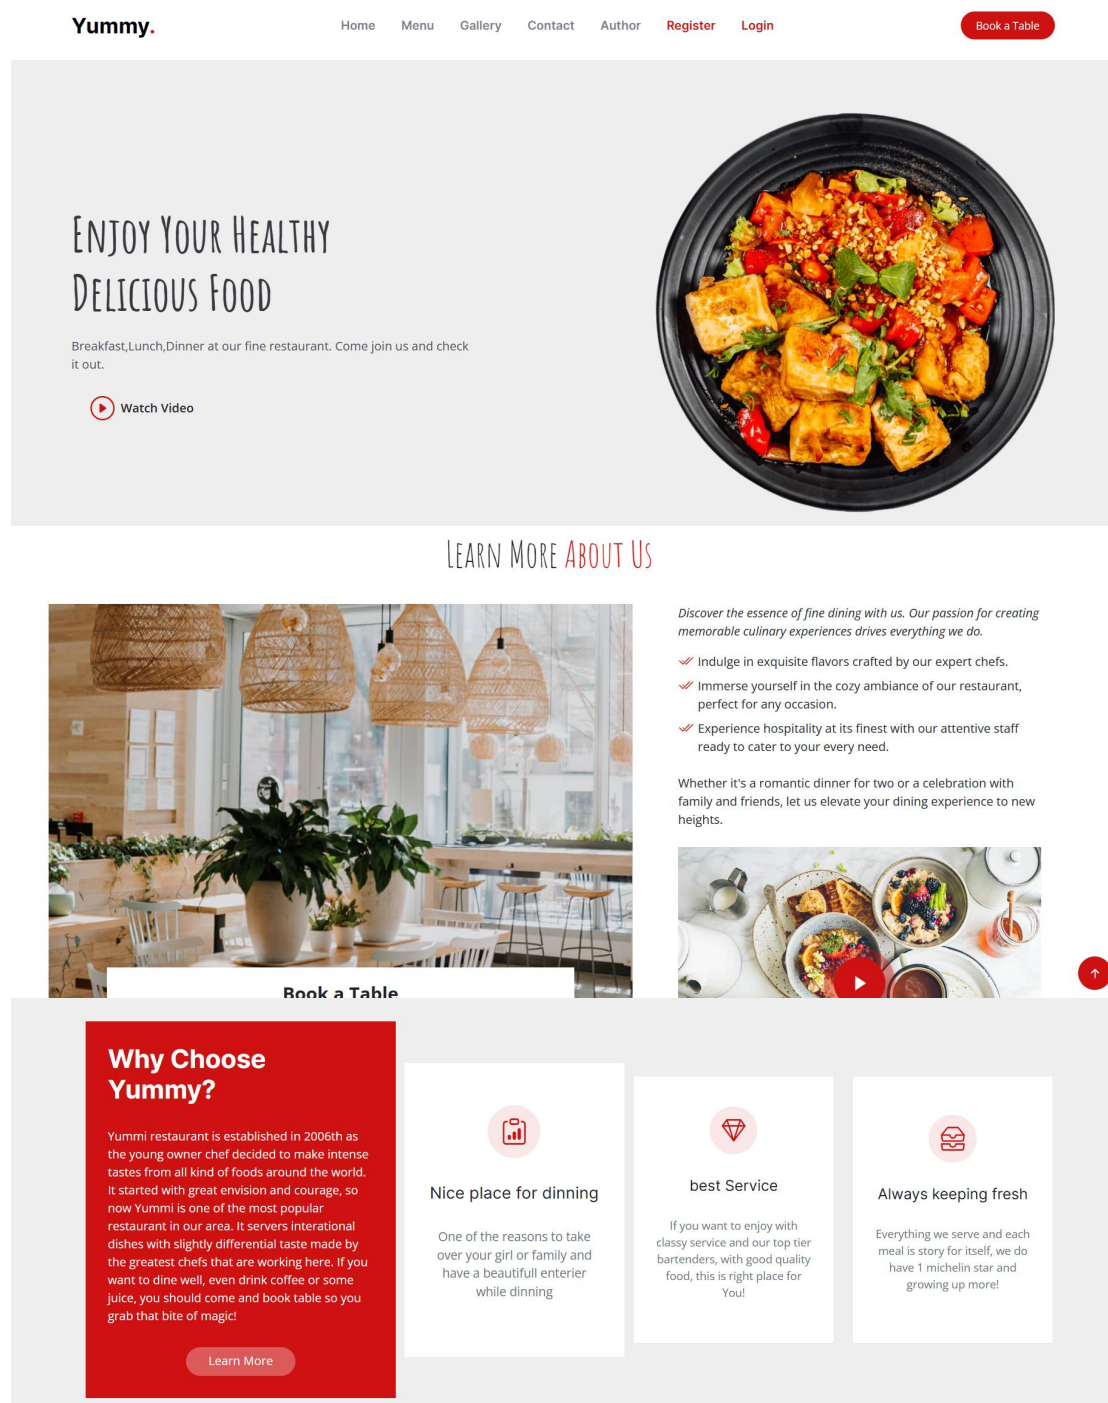 Yummy.
Home Menu Gallery Contact Author Register Login
Book a Table
Enjoy Your Healthy
Delicious Food
Breakfast,Lunch,Dinner at our fine restaurant. Come join us and check
it out.
Watch Video
Learn More About Us
Discover the essence of fine dining with us. Our passion for creating
memorable culinary experiences drives everything we do.
Indulge in exquisite flavors crafted by our expert chefs.
Immerse yourself in the cozy ambiance of our restaurant,
perfect for any occasion.
Experience hospitality at its finest with our attentive staff
ready to cater to your every need.
Whether it's a romantic dinner for two or a celebration with
family and friends, let us elevate your dining experience to new
heights.
Book a Table
Why Choose
Yummy?
Yummi restaurant is established in 2006th as
the young owner chef decided to make intense
tastes from all kind of foods around the world.
It started with great envision and courage, so
now Yummi is one of the most popular
restaurant in our area. It servers interational
dishes with slightly differential taste made by
the greatest chefs that are working here. If you
want to dine well, even drink coffee or some
juice, you should come and book table so you
grab that bite of magic!
Learn More
Nice place for dinning
One of the reasons to take
over your girl or family and
have a beautifull enterier
while dinning
best Service
If you want to enjoy with
classy service and our top tier
bartenders, with good quality
food, this is right place for
You!
Always keeping fresh
Everything we serve and each
meal is story for itself, we do
have 1 michelin star and
growing up more!